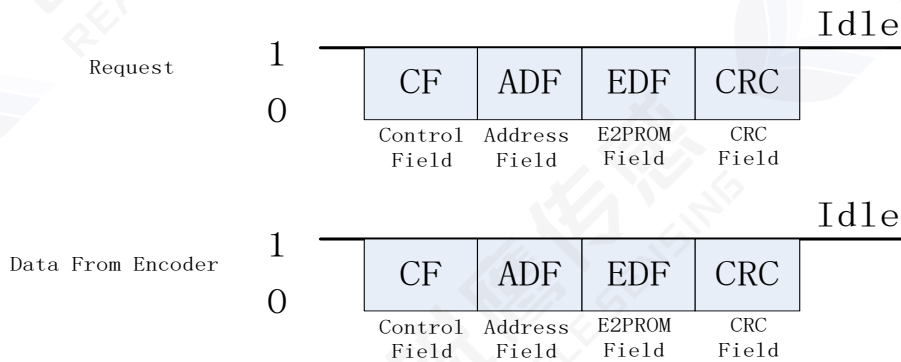 Idle
Request
1
0
CF ADF EDF CRC
Control Field
Address Field
E2PROM Field
CRC Field
Idle
Data From Encoder
1
0
CF ADF EDF CRC
Control Field
Address Field
E2PROM Field
CRC Field